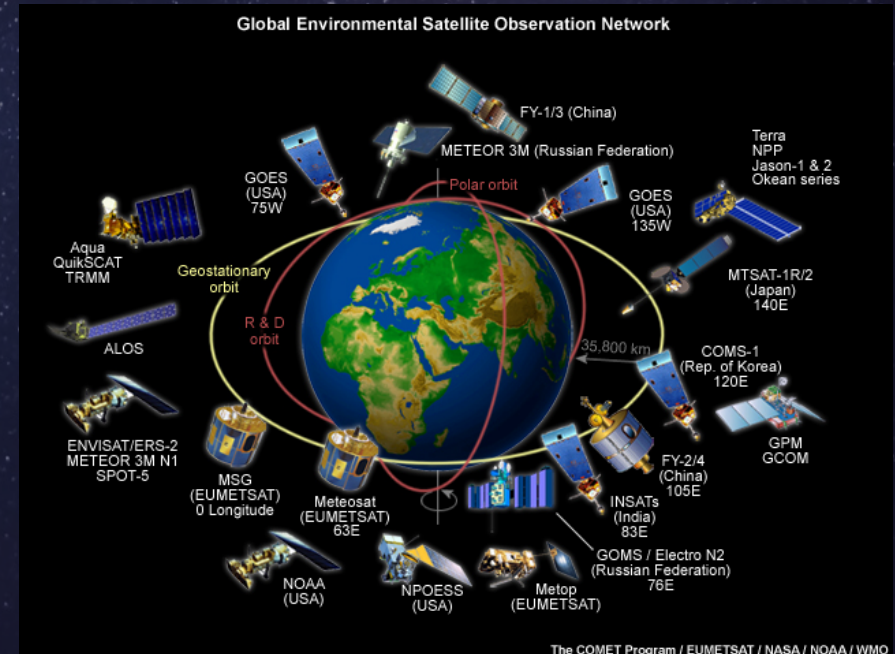 Global Environmental Satellite Observation Network
FY-1/3 (China)
METEOR 3M (Russian Federation)
GOES
(USA)
75W
Polar orbit
GOES
(USA)
135W
Terra
NPP
Jason-1 & 2
Okean series
Aqua
QuikSCAT
TRMM
Geostationary
orbit
MTSAT-1R/2
(Japan)
140E
R & D
orbit
ALOS
35,800 km
COMS-1
(Rep. of Korea)
120E
ENVISAT/ERS-2
METEOR 3M N1
SPOT-5
MSG
(EUMETSAT)
0 Longitude
Meteosat
(EUMETSAT)
63E
GPM
GCOM
FY-2/4
(China)
105E
INSATs
(India)
83E
GOMS / Electro N2
(Russian Federation)
76E
NOAA
(USA)
NPOESS
(USA)
Metop
(EUMETSAT)
The COMET Program / EUMETSAT / NASA / NOAA / WMO